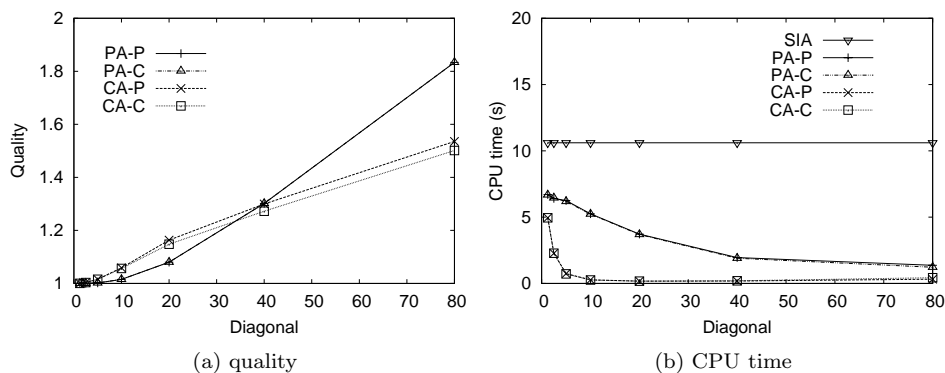 2
1.8
1.6
1.4
1.2
1
Quality
PA-P
PA-C
CA-P
CA-C
0 10 20 30 40 50 60 70 80
Diagonal
(a) quality
20
15
10
5
0
CPU time (s)
SIA
PA-P
PA-C
CA-P
CA-C
0 10 20 30 40 50 60 70 80
Diagonal
(b) CPU time